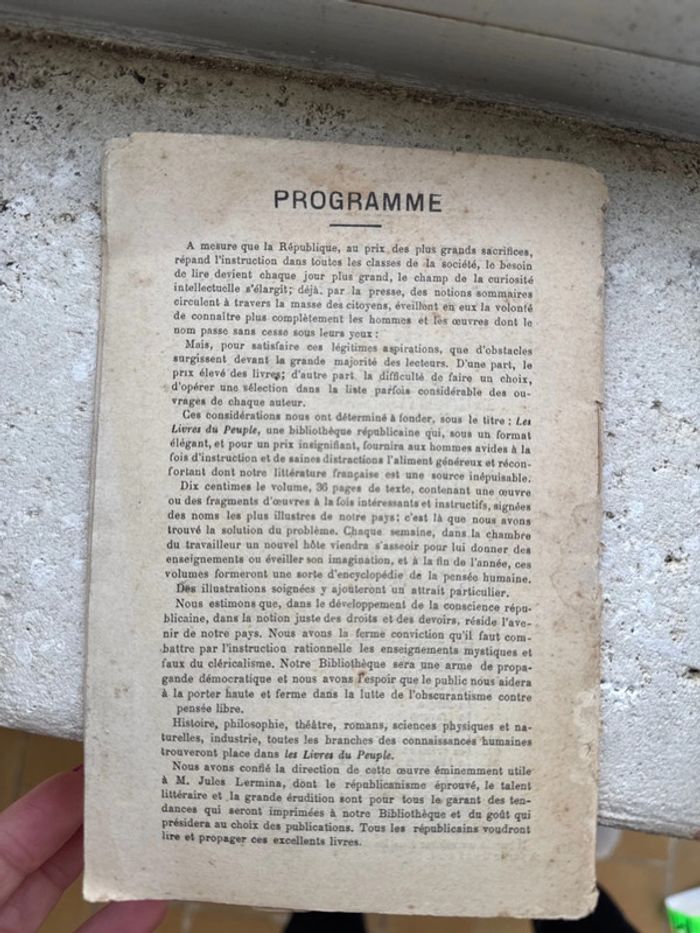 PROGRAMME
A mesure que la République, au prix des plus grands sacrifices,
répand l'instruction dans toutes les classes de la société, le besoin
de lire devient chaque jour plus grand, le champ de la curiosité
intellectuelle s'élargit; déjà, par la presse, des notions sommaires
circulent à travers la masse des citoyens, éveillent en eux la volonté
de connaître plus complètement les hommes et les œuvres dont le
nom passe sans cesse sous leurs yeux :
Mais, pour satisfaire ces légitimes aspirations, que d'obstacles
surgissent devant la grande majorité des lecteurs. D'une part, le
prix élevé des livres; d'autre part, la difficulté de faire un choix,
d'opérer une sélection dans la liste parfois considérable des ou-
vrages de chaque auteur.
Ces considérations nous ont déterminé à fonder, sous le titre : Les
Livres du Peuple, une bibliothèque républicaine qui, sous un format
élégant, et pour un prix insignifiant, fournira aux hommes avides à la
fois d'instruction et de saines distractions l'aliment généreux et récon-
fortant dont notre littérature française est une source inépuisable.
Dix centimes le volume, 36 pages de texte, contenant une œuvre
ou des fragments d'œuvres à la fois intéressants et instructifs, signées
des noms les plus illustres de notre pays; c'est là que nous avons
trouvé la solution du problème. Chaque semaine, dans la chambre
du travailleur un nouvel hôte viendra s'asseoir pour lui donner des
enseignements ou éveiller son imagination, et à la fin de l'année, ces
volumes formeront une sorte d'encyclopédie de la pensée humaine.
Des illustrations soignées y ajouteront un attrait particulier.
Nous estimons que, dans le développement de la conscience répu-
blicaine, dans la notion juste des droits et des devoirs, réside l'ave-
nir de notre pays. Nous avons la ferme conviction qu'il faut com-
battre par l'instruction rationnelle les enseignements mystiques et
faux du cléricalisme. Notre Bibliothèque sera une arme de propa-
gande démocratique et nous avons l'espoir que le public nous aidera
à la porter haute et ferme dans la lutte de l'obscurantisme contre
pensée libre.
Histoire, philosophie, théâtre, romans, sciences physiques et na-
turelles, industrie, toutes les branches des connaissances humaines
trouveront place dans les Livres du Peuple.
Nous avons confié la direction de cette œuvre éminemment utile
à M. Jules Lermina, dont le républicanisme éprouvé, le talent
littéraire et la grande érudition sont pour tous le garant des ten-
dances qui seront imprimées à notre Bibliothèque et du goût qui
présidera au choix des publications. Tous les républicains voudront
lire et propager ces excellents livres.